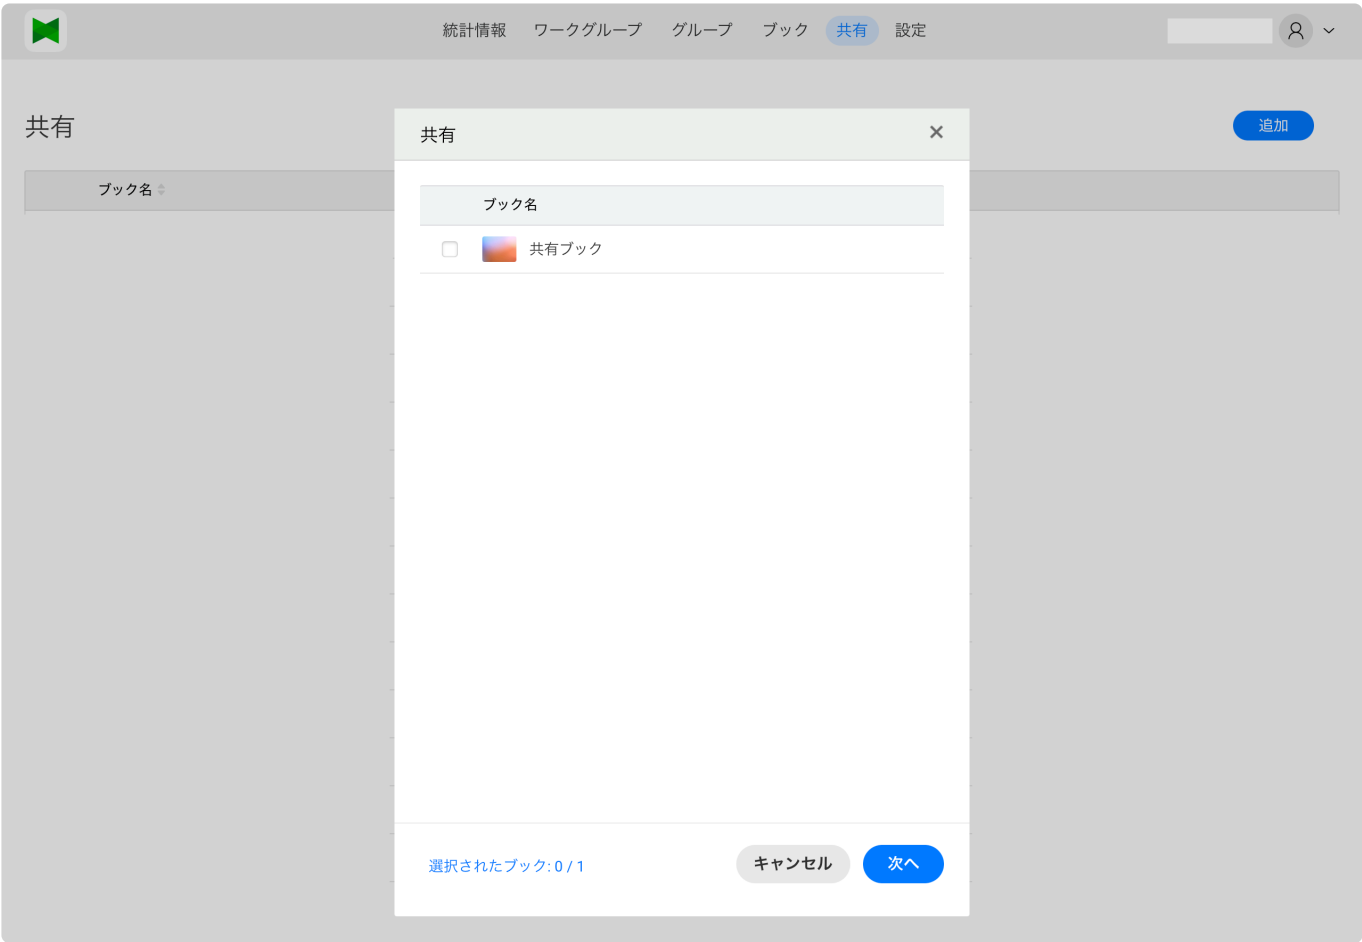 統計情報 ワークグループ グループ ブック 共有 設定
共有
追加
ブック名
共有
ブック名
共有ブック
選択されたブック: 0 / 1
キャンセル
次へ